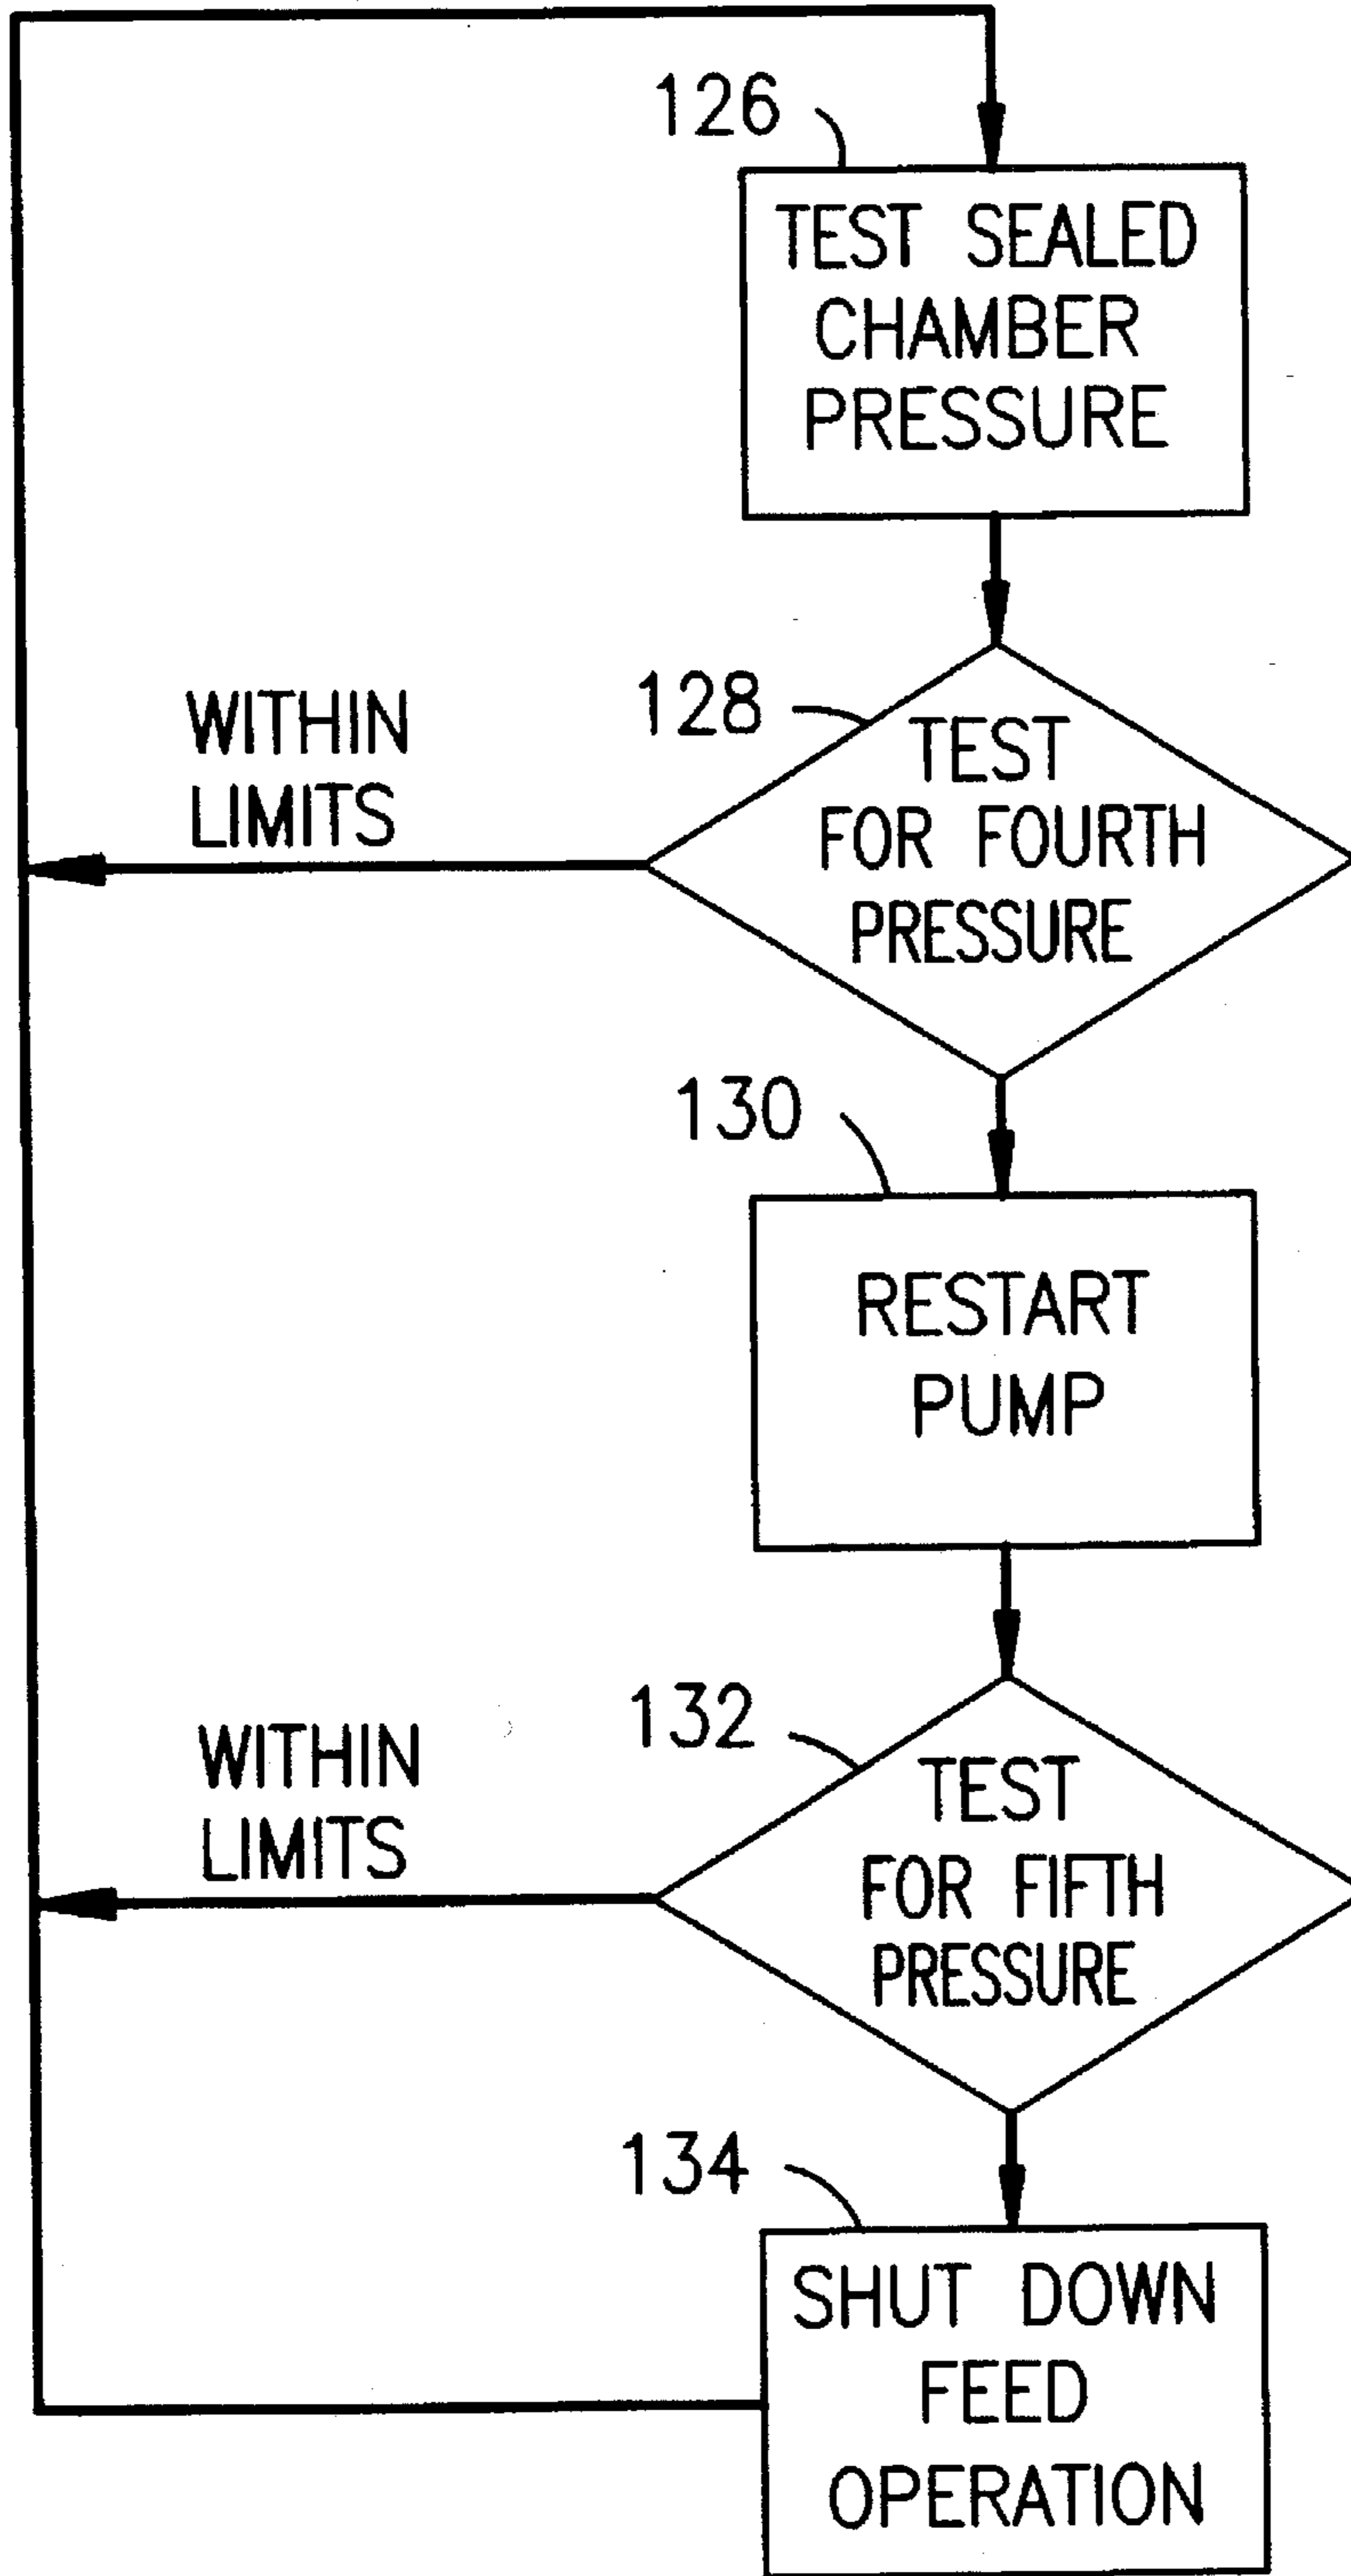 126
TEST SEALED
CHAMBER
PRESSURE
WITHIN
LIMITS
128
TEST
FOR FOURTH
PRESSURE
130
RESTART
PUMP
WITHIN
LIMITS
132
TEST
FOR FIFTH
PRESSURE
134
SHUT DOWN
FEED
OPERATION